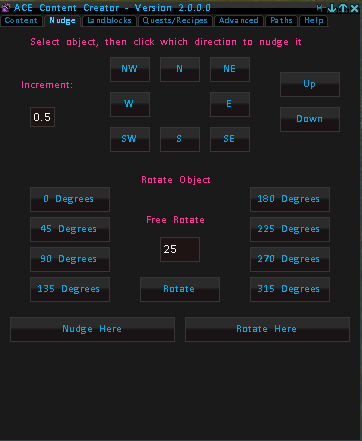 ACE Content Creator - Version 2.0.0.0
Content Nudge Landblocks Quests/Recipes Advanced Paths Help
Select object, then click which direction to nudge it
NW N NE
Up
Increment:
W E
0.5
Down
SW S SE
Rotate Object
0 Degrees 180 Degrees
Free Rotate
45 Degrees 225 Degrees
25
90 Degrees 270 Degrees
135 Degrees Rotate 315 Degrees
Nudge Here Rotate Here